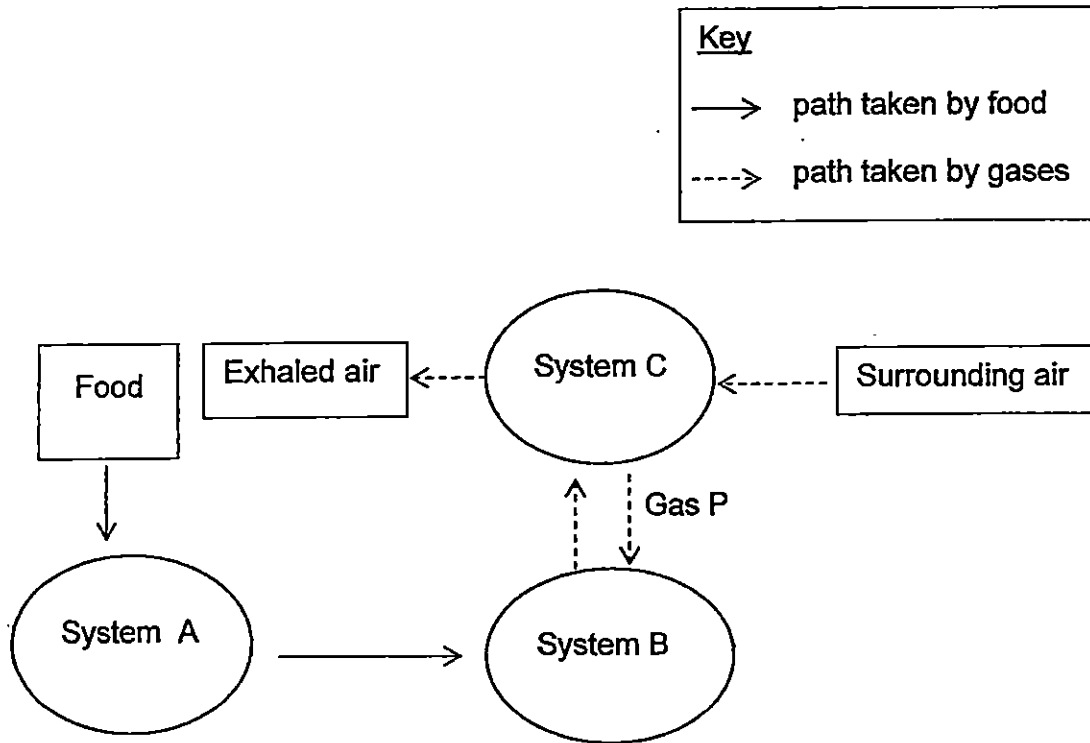 Key
path taken by food
path taken by gases
Food
Exhaled air
System C
Surrounding air
Gas P
System A
System B